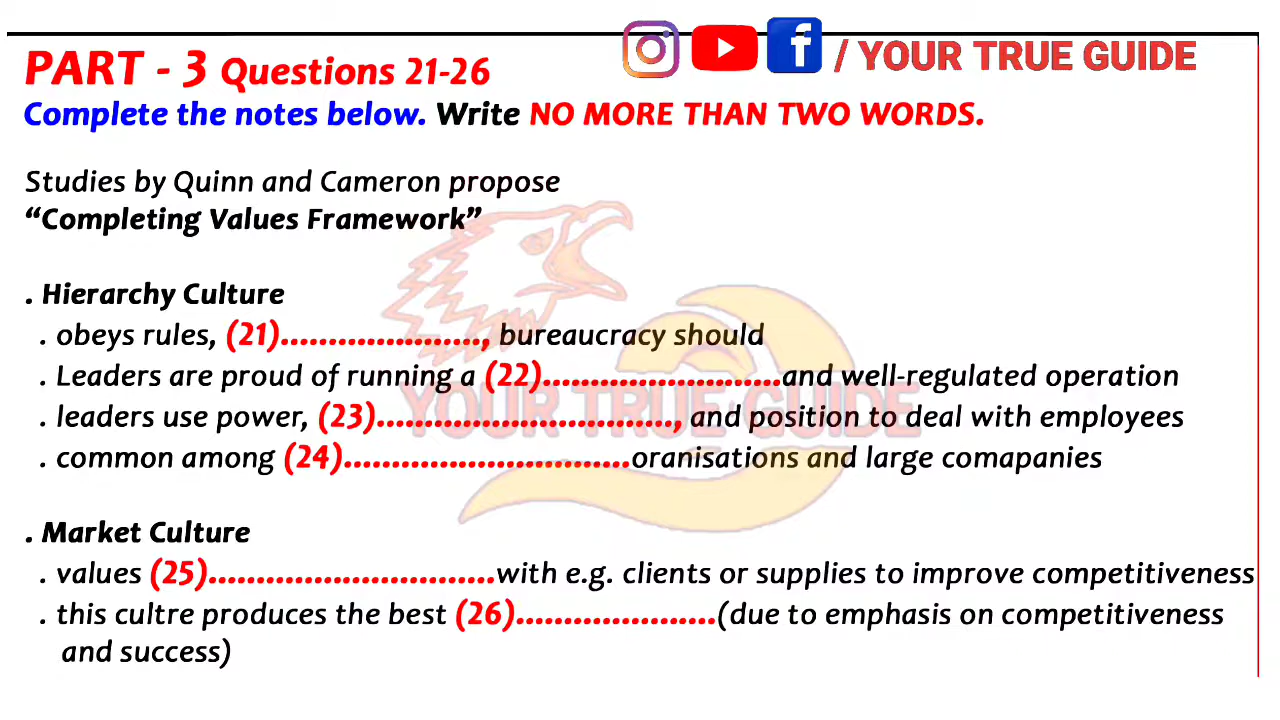 / YOUR TRUE GUIDE
PART - 3 Questions 21-26
Complete the notes below. Write NO MORE THAN TWO WORDS.
Studies by Quinn and Cameron propose
“Completing Values Framework”
. Hierarchy Culture
. obeys rules, (21)....................., bureaucracy should
. Leaders are proud of running a (22).........................and well-regulated operation
. leaders use power, (23)..............................., and position to deal with employees
. common among (24)..............................oranisations and large comapanies
. Market Culture
. values (25)..............................with e.g. clients or supplies to improve competitiveness
. this cultre produces the best (26).....................(due to emphasis on competitiveness
and success)
YOUR TRUE GUIDE